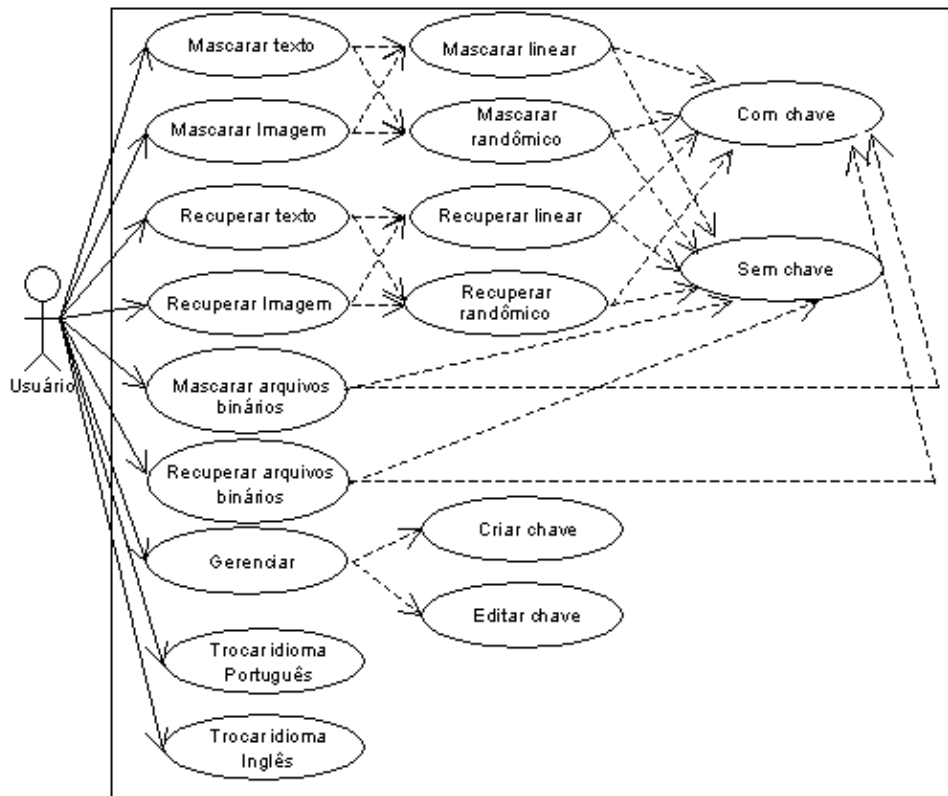 Mascarar texto
Mascarar linear
Com chave
Mascarar Imagem
Mascarar
randômico
Recuperar texto
Recuperar linear
Sem chave
Recuperar Imagem
Recuperar
randômico
Usuário
Mascarar arquivos
binários
Recuperar arquivos
binários
Criar chave
Gerenciar
Editar chave
Trocar idioma
Português
Trocar idioma
Inglês